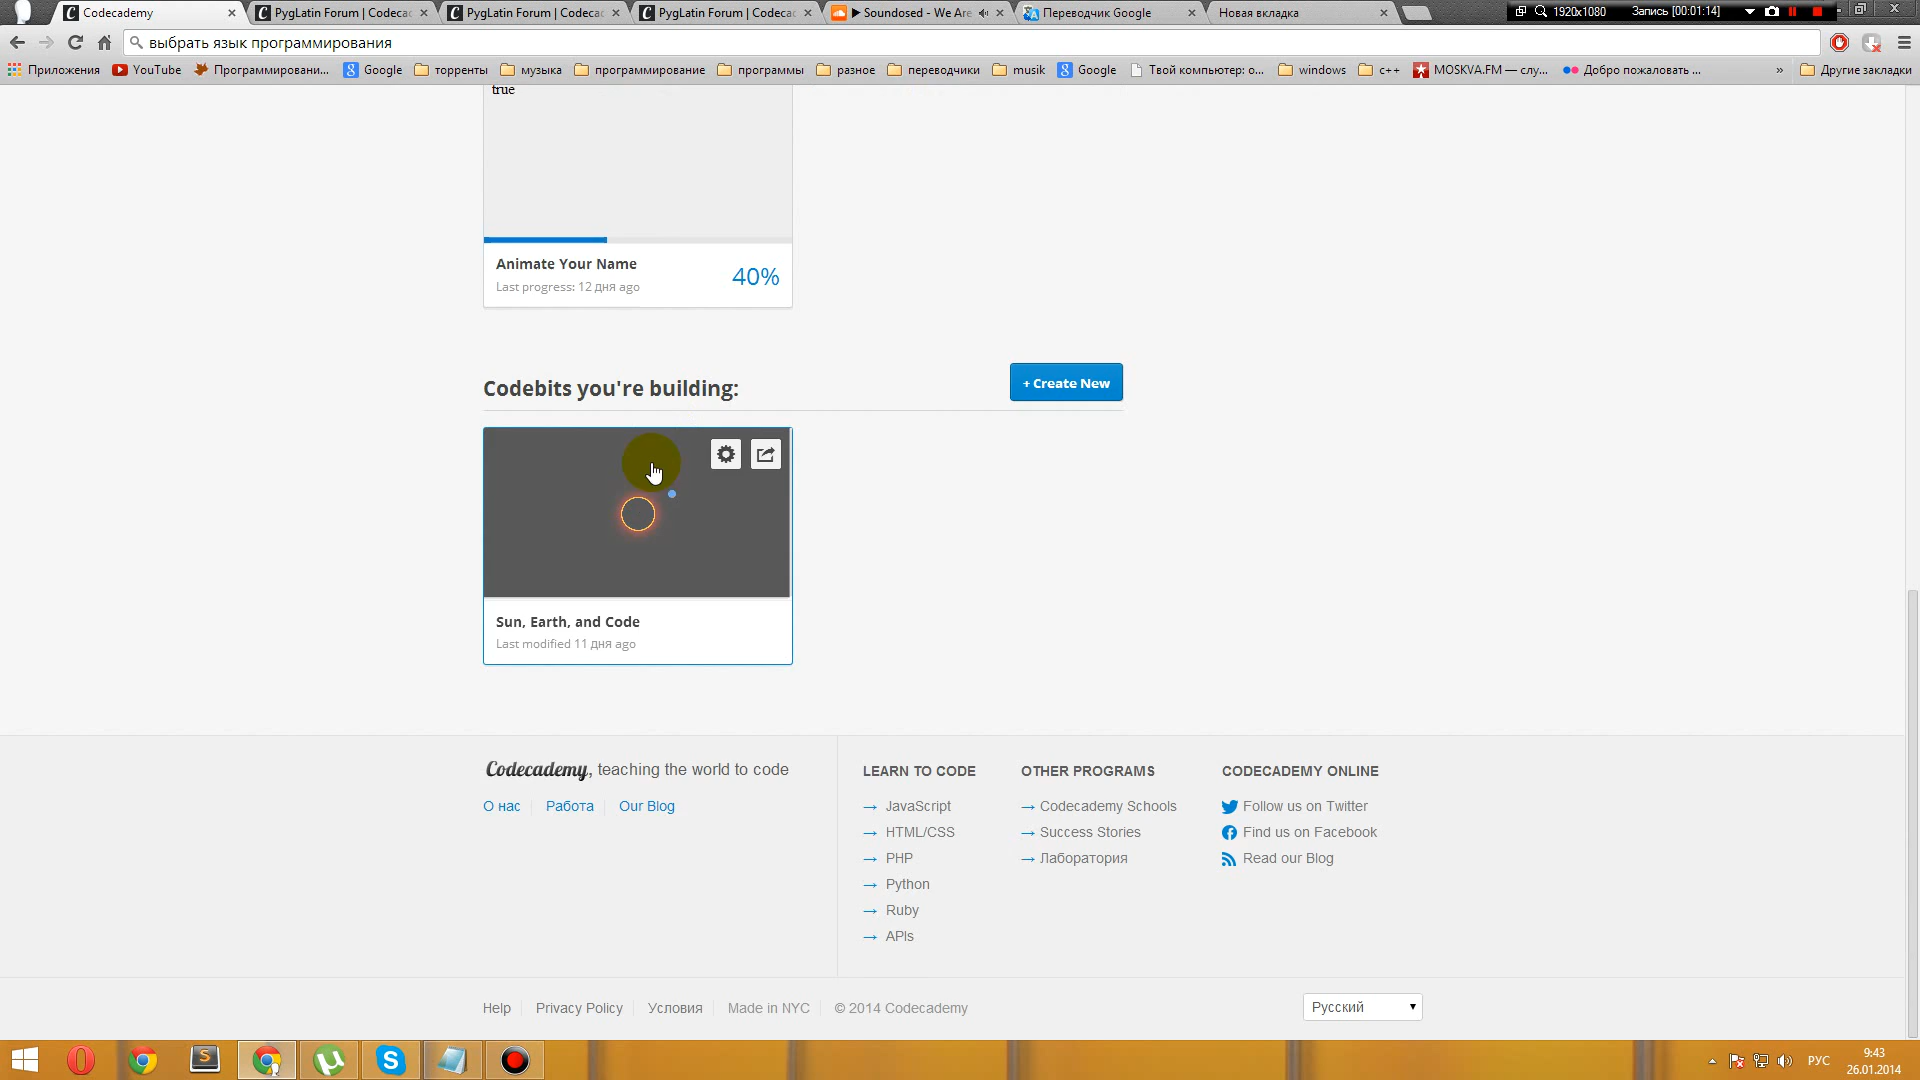 Codecademy
PygLatin Forum | Codecac
PygLatin Forum | Codecac
PygLatin Forum | Codecac
Soundosed - We Are
Переводчик Google
Новая вкладка
1920x1080
Запись [00:01:14]
выбрать язык программирования
Приложения
YouTube
Программировани...
Google
торренты
музыка
программирование
программы
разное
переводчики
musik
Google
Твой компьютер: о...
windows
c++
MOSKVA.FM — слу...
Добро пожаловать ...
»
Другие закладки
true
Animate Your Name
40%
Last progress: 12 дня ago
Codebits you're building:
+ Create New
Sun, Earth, and Code
Last modified 11 дня ago
Codecademy, teaching the world to code
О нас
Работа
Our Blog
LEARN TO CODE
→ JavaScript
→ HTML/CSS
→ PHP
→ Python
→ Ruby
→ APIs
OTHER PROGRAMS
→ Codecademy Schools
→ Success Stories
→ Лаборатория
CODECADEMY ONLINE
Follow us on Twitter
Find us on Facebook
Read our Blog
Help
Privacy Policy
Условия
Made in NYC
© 2014 Codecademy
Русский
РУС
9:43
26.01.2014